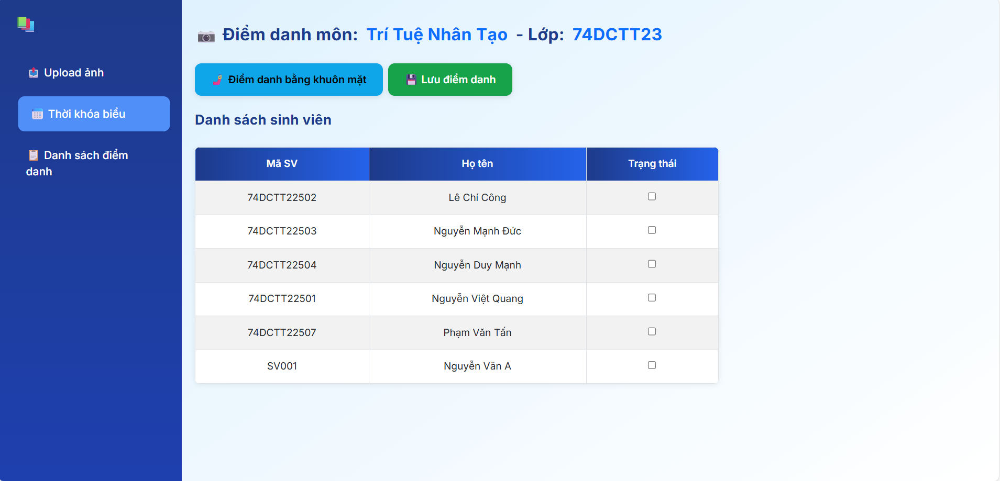 Upload ảnh
Thời khóa biểu
Danh sách điểm
danh
Điểm danh môn: Trí Tuệ Nhân Tạo - Lớp: 74DCTT23
Điểm danh bằng khuôn mặt
Lưu điểm danh
Danh sách sinh viên
Mã SV Họ tên Trạng thái
74DCTT22502 Lê Chí Công
74DCTT22503 Nguyễn Mạnh Đức
74DCTT22504 Nguyễn Duy Mạnh
74DCTT22501 Nguyễn Việt Quang
74DCTT22507 Phạm Văn Tấn
SV001 Nguyễn Văn A